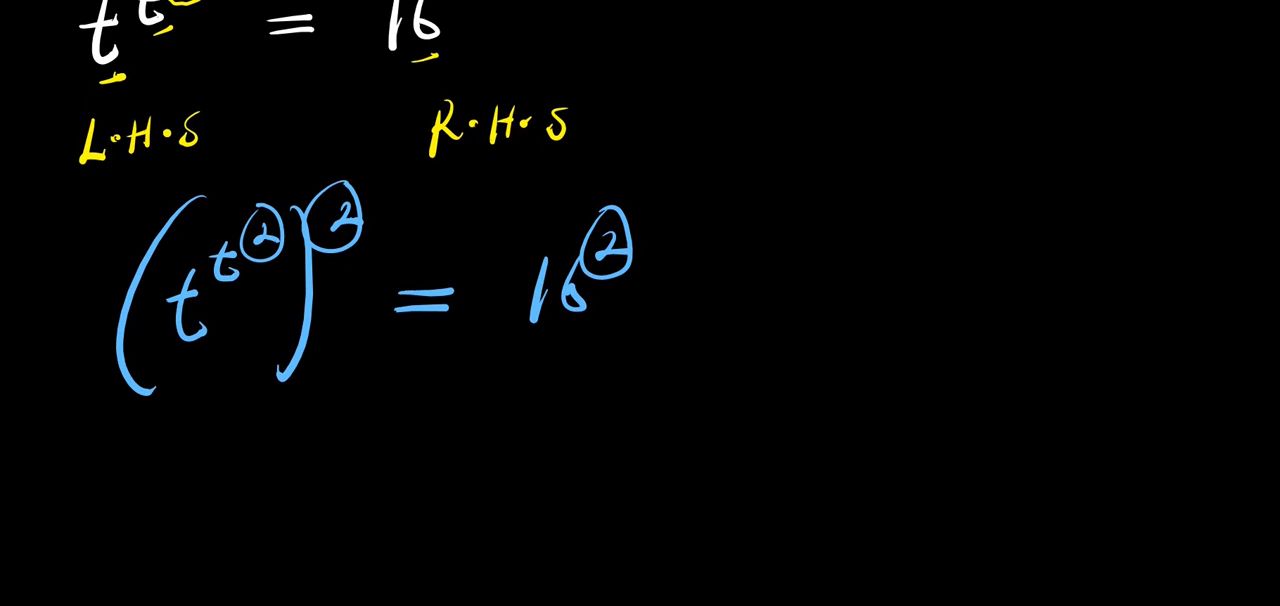 t^t = 16
L.H.S R.H.S
(t^t^2)^2 = 16^2